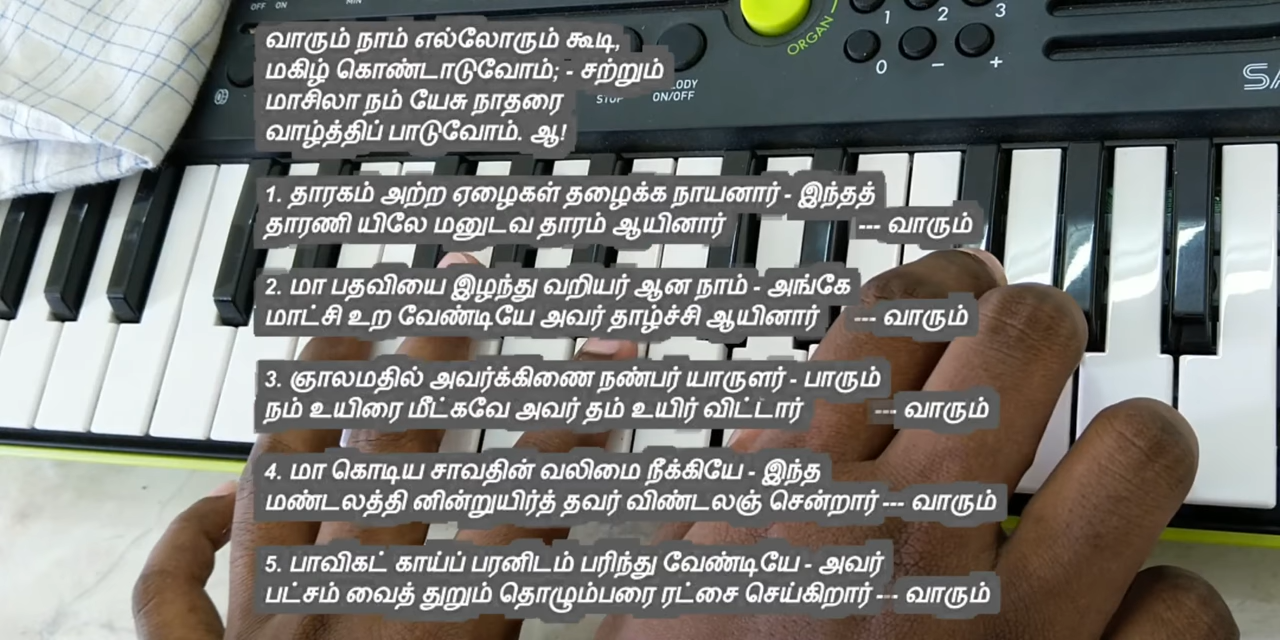 OFF ON
MIN
வாரும் நாம் எல்லோரும் கூடி,
மகிழ் கொண்டாடுவோம்; - சற்றும்
மாசிலா நம் யேசு நாதரை
வாழ்த்திப் பாடுவோம். ஆ!
STOP
ON/OFF
ORGAN
1 2 3
0 - +
1. தாரகம் அற்ற ஏழைகள் தழைக்க நாயனார் - இந்தத்
தாரணி யிலே மனுடவ தாரம் ஆயினார் --- வாரும்
2. மா பதவியை இழந்து வறியர் ஆன நாம் - அங்கே
மாட்சி உற வேண்டியே அவர் தாழ்ச்சி ஆயினார் --- வாரும்
3. ஞாலமதில் அவர்க்கிணை நண்பர் யாருளர் - பாரும்
நம் உயிரை மீட்கவே அவர் தம் உயிர் விட்டார் --- வாரும்
4. மா கொடிய சாவதின் வலிமை நீக்கியே - இந்த
மண்டலத்தி னின்றுயிர்த் தவர் விண்டலஞ் சென்றார் --- வாரும்
5. பாவிகட் காய்ப் பரனிடம் பரிந்து வேண்டியே - அவர்
பட்சம் வைத் துறும் தொழும்பரை ரட்சை செய்கிறார் --- வாரும்